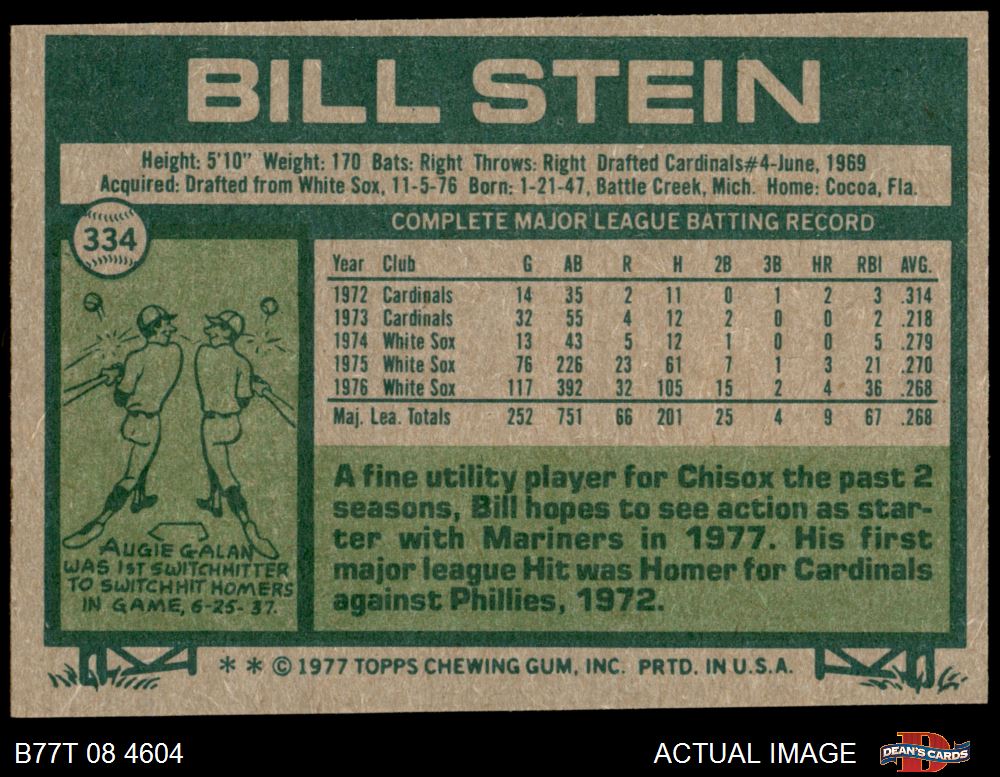 BILL STEIN
Height: 5'10" Weight: 170 Bats: Right Throws: Right Drafted Cardinals#4-June, 1969
Acquired: Drafted from White Sox, 11-5-76 Born: 1-21-47, Battle Creek, Mich. Home: Cocoa, Fla.
334
COMPLETE MAJOR LEAGUE BATTING RECORD
Year Club G AB R H 2B 3B HR RBI AVG.
1972 Cardinals 14 35 2 11 0 1 2 3 .314
1973 Cardinals 32 55 4 12 2 0 0 2 .218
1974 White Sox 13 43 5 12 1 0 0 5 .279
1975 White Sox 76 226 23 61 7 1 3 21 .270
1976 White Sox 117 392 32 105 15 2 4 36 .268
Maj. Lea. Totals 252 751 66 201 25 4 9 67 .268
AUGIE GALAN
WAS 1ST SWITCHHITTER
TO SWITCHHIT HOMERS
IN GAME, 6-25-37.
A fine utility player for Chisox the past 2
seasons, Bill hopes to see action as star-
ter with Mariners in 1977. His first
major league Hit was Homer for Cardinals
against Phillies, 1972.
* * © 1977 TOPPS CHEWING GUM, INC. PRTD. IN U.S.A.
B77T 08 4604
ACTUAL IMAGE
DEAN'S CARDS